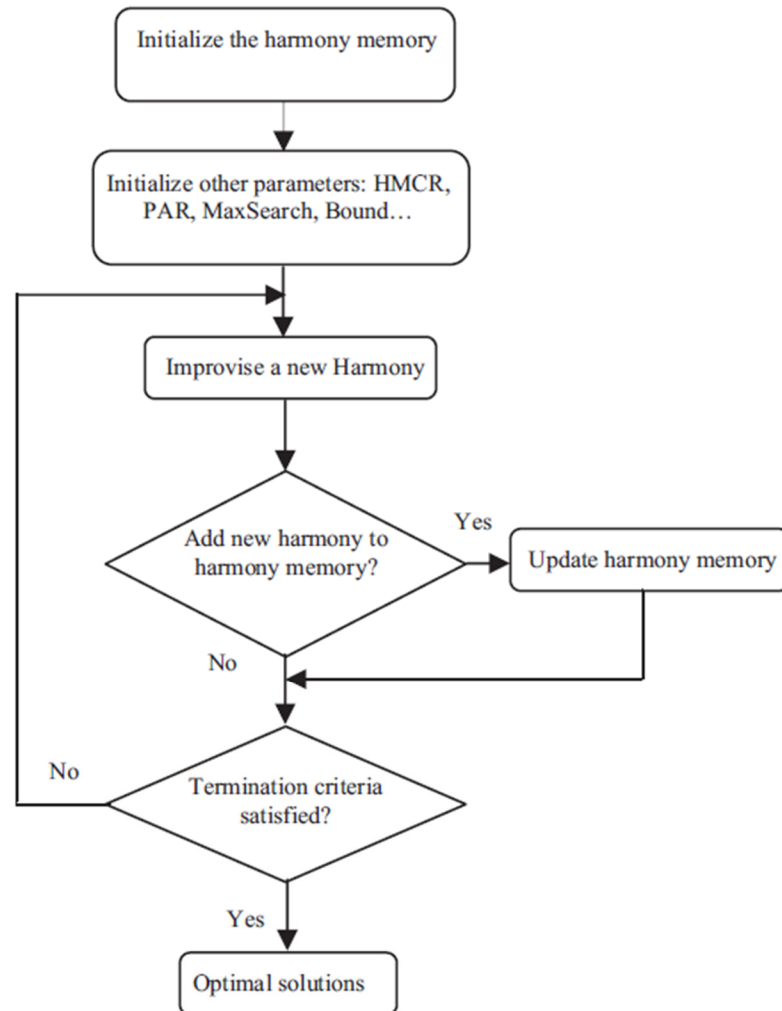 Initialize the harmony memory
Initialize other parameters: HMCR,
PAR, MaxSearch, Bound…
Improvise a new Harmony
Add new harmony to
harmony memory?
Yes
Update harmony memory
No
Termination criteria
satisfied?
No
Yes
Optimal solutions